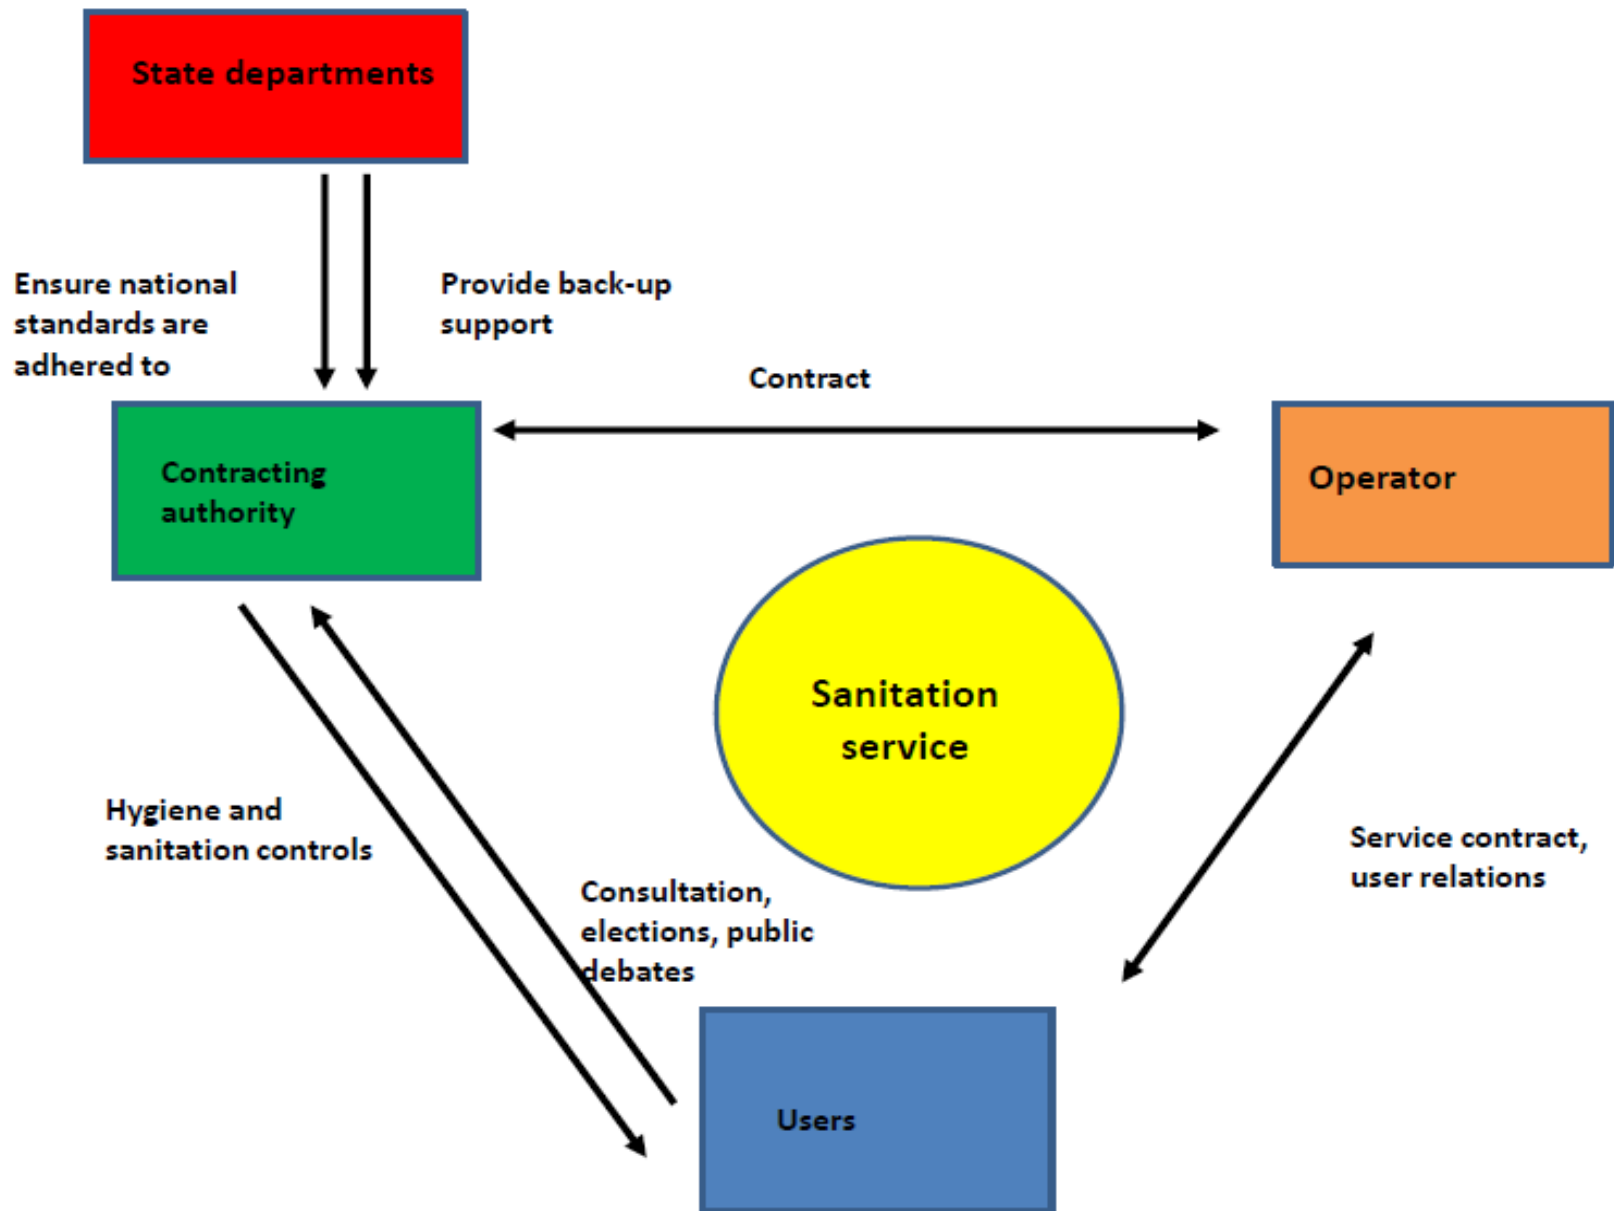 State departments
Ensure national
standards are
adhered to
Provide back-up
support
Contract
Contracting
authority
Operator
Sanitation
service
Hygiene and
sanitation controls
Consultation,
elections, public
debates
Service contract,
user relations
Users